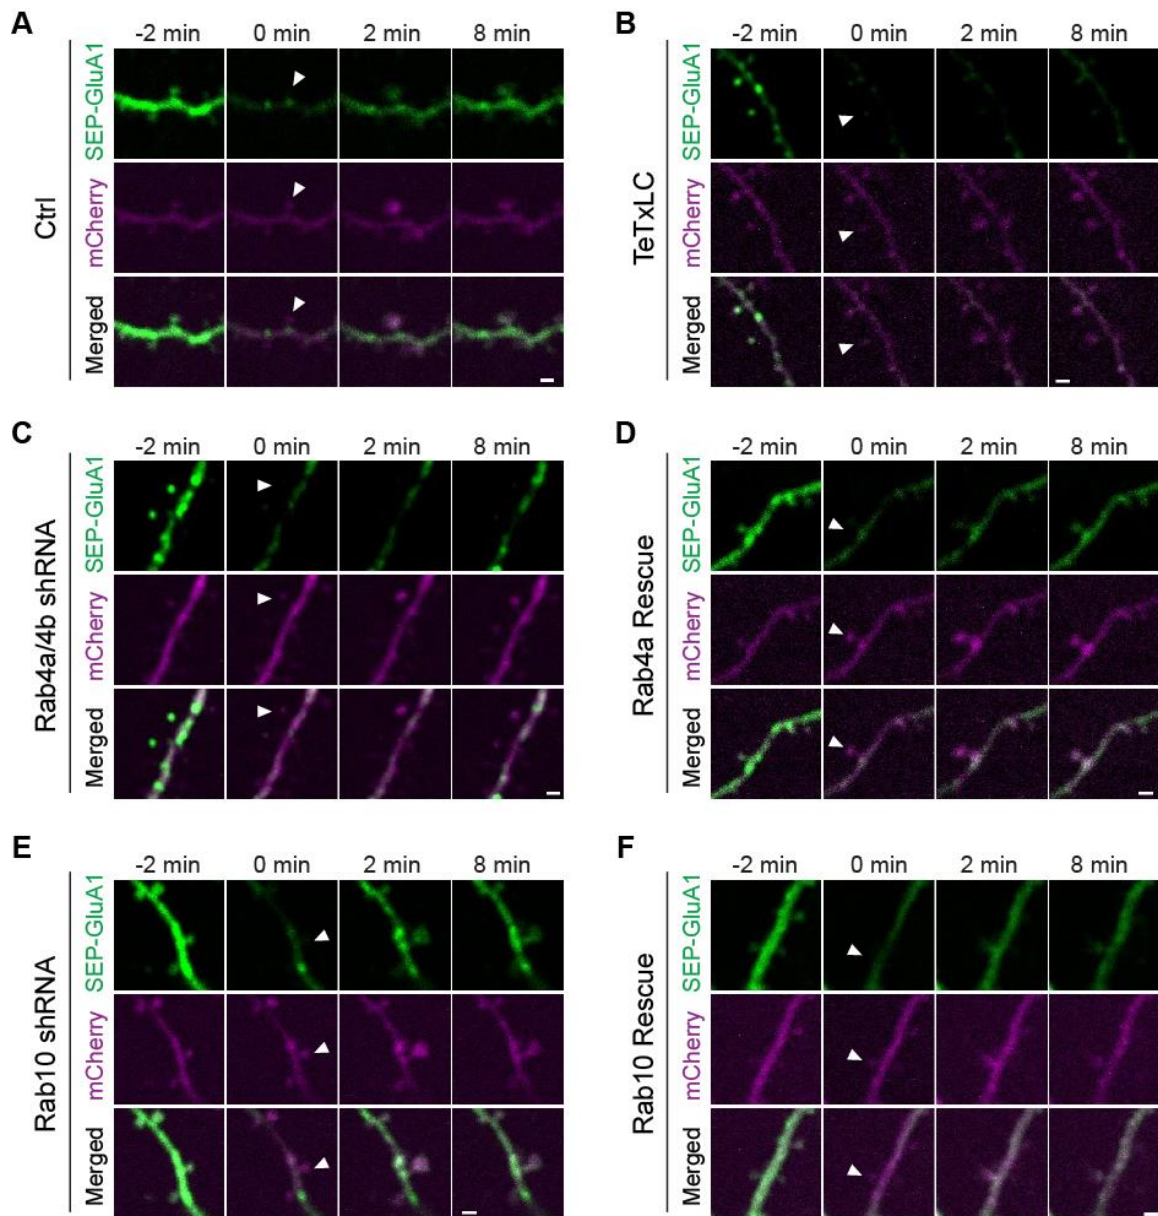 A
-2 min 0 min 2 min 8 min
Ctrl
SEP-GluA1
mCherry
Merged
B
-2 min 0 min 2 min 8 min
TeTxLC
SEP-GluA1
mCherry
Merged
C
-2 min 0 min 2 min 8 min
Rab4a/4b shRNA
SEP-GluA1
mCherry
Merged
D
-2 min 0 min 2 min 8 min
Rab4a Rescue
SEP-GluA1
mCherry
Merged
E
-2 min 0 min 2 min 8 min
Rab10 shRNA
SEP-GluA1
mCherry
Merged
F
-2 min 0 min 2 min 8 min
Rab10 Rescue
SEP-GluA1
mCherry
Merged